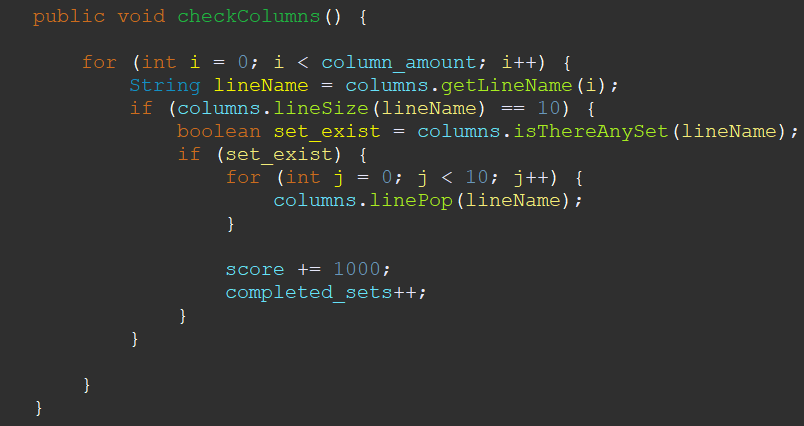 public void checkColumns() {
for (int i = 0; i < column_amount; i++) {
String lineName = columns.getLineName(i);
if (columns.lineSize(lineName) == 10) {
boolean set_exist = columns.isThereAnySet(lineName);
if (set_exist) {
for (int j = 0; j < 10; j++) {
columns.linePop(lineName);
}
score += 1000;
completed_sets++;
}
}
}
}